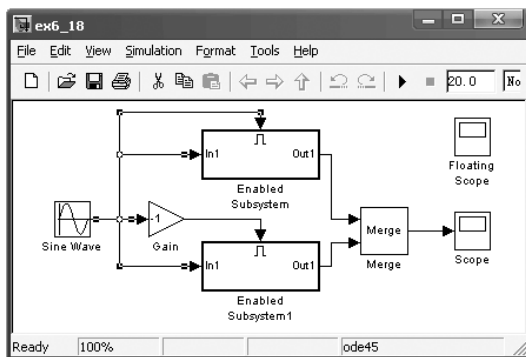 ex6_18
File Edit View Simulation Format Tools Help
20.0 No
In1 Out1
Enabled
Subsystem
Floating
Scope
Sine Wave
-1
Gain
In1 Out1
Enabled
Subsystem1
Merge
Merge
Scope
Ready 100% ode45